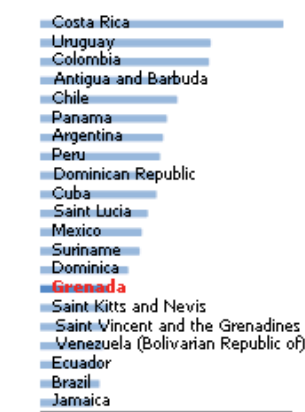 Costa Rica
Uruguay
Colombia
Antigua and Barbuda
Chile
Panama
Argentina
Peru
Dominican Republic
Cuba
Saint Lucia
Mexico
Suriname
Dominica
Grenada
Saint Kitts and Nevis
Saint Vincent and the Grenadines
Venezuela (Bolivarian Republic of)
Ecuador
Brazil
Jamaica